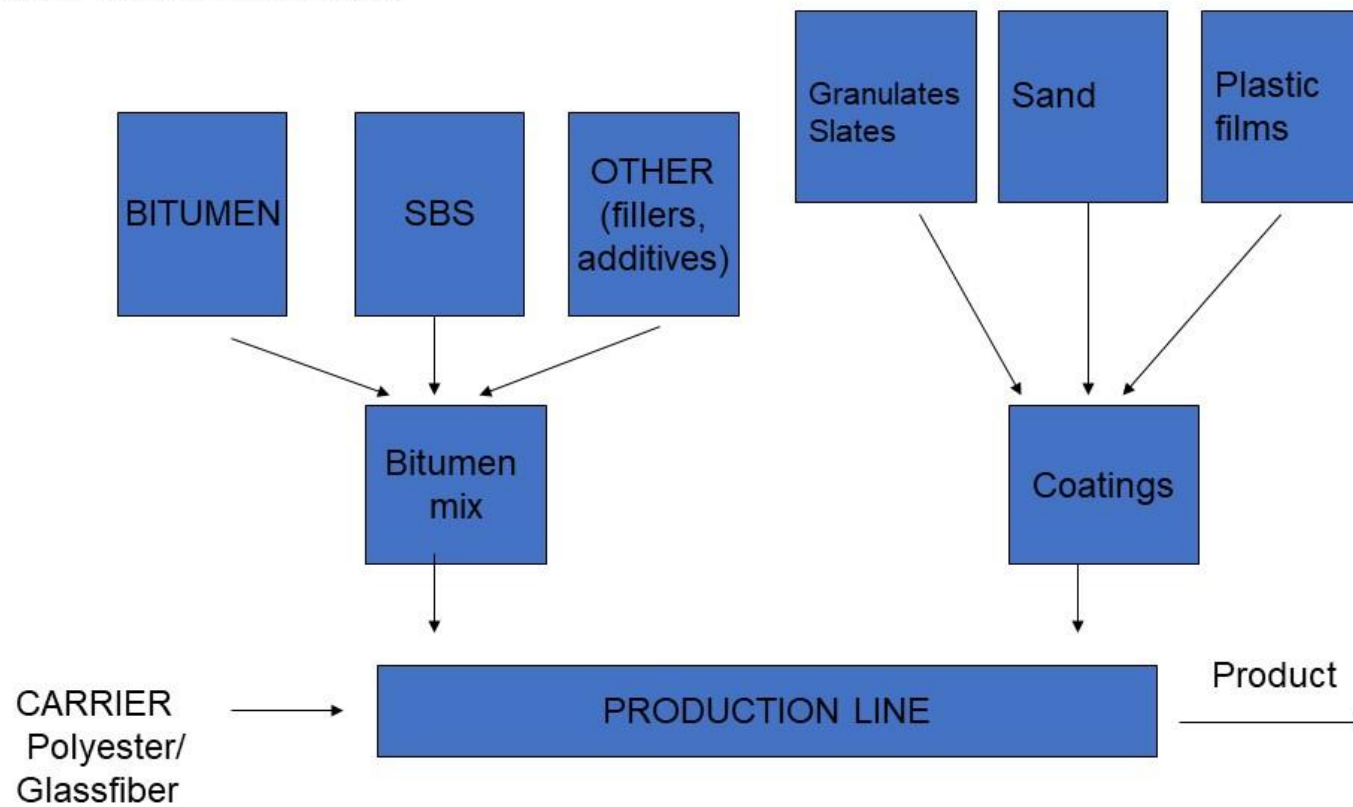 Granulates
Slates
Sand
Plastic
films
BITUMEN
SBS
OTHER
(fillers,
additives)
Bitumen
mix
Coatings
CARRIER
Polyester/
Glassfiber
PRODUCTION LINE
Product